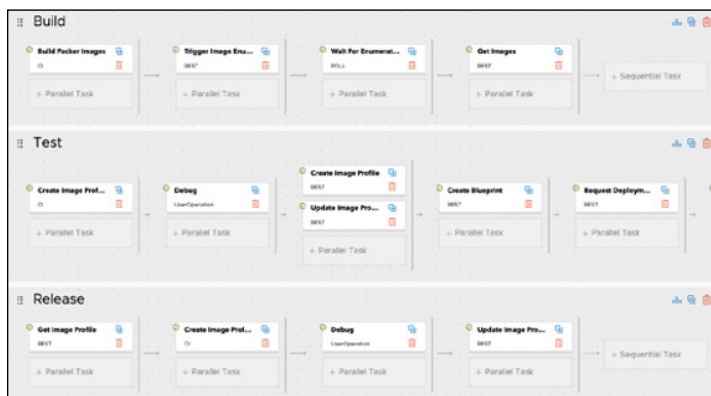 Build
Build Packer Images
CI
+ Parallel Task
Trigger Image Enu...
REST
+ Parallel Task
Wait For Enumerat...
POLL
+ Parallel Task
Get Images
REST
+ Parallel Task
+ Sequential Task
Test
Create Image Prof...
CI
+ Parallel Task
Debug
UserOperation
+ Parallel Task
Create Image Profile
REST
Update Image Pro...
REST
+ Parallel Task
Create Blueprint
REST
+ Parallel Task
Request Deploym...
REST
+ Parallel Task
Release
Get Image Profile
REST
+ Parallel Task
Create Image Prof...
CI
+ Parallel Task
Debug
UserOperation
+ Parallel Task
Update Image Pro...
REST
+ Parallel Task
+ Sequential Task